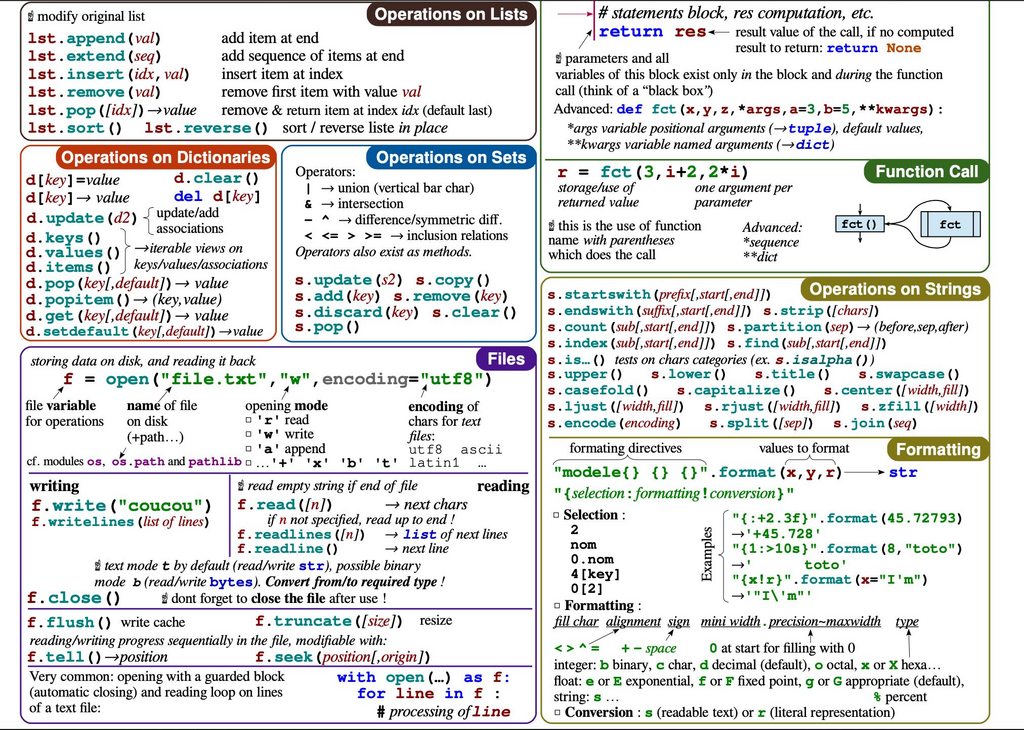 ☝ modify original list
Operations on Lists
lst.append(val) add item at end
lst.extend(seq) add sequence of items at end
lst.insert(idx,val) insert item at index
lst.remove(val) remove first item with value val
lst.pop([idx])→value remove & return item at index idx (default last)
lst.sort() lst.reverse() sort / reverse liste in place
Operations on Dictionaries
d[key]=value d.clear()
d[key]→ value del d[key]
d.update(d2) update/add
associations
d.keys()
d.values() →iterable views on
d.items() keys/values/associations
d.pop(key[,default])→ value
d.popitem()→ (key,value)
d.get(key[,default])→ value
d.setdefault(key[,default])→value
Operations on Sets
Operators:
| → union (vertical bar char)
& → intersection
- ^ → différence/symmetric diff.
< <= > >= → inclusion relations
Operators also exist as methods.
s.update(s2) s.copy()
s.add(key) s.remove(key)
s.discard(key) s.clear()
s.pop()
storing data on disk, and reading it back
Files
f = open("file.txt","w",encoding="utf8")
file variable name of file opening mode encoding of
for operations on disk ▫ 'r' read chars for text
(+path…) ▫ 'w' write files:
▫ 'a' append utf8 ascii
cf. modules os, os.path and pathlib ▫ …'+' 'x' 'b' 't' latin1 …
writing
f.write("coucou")
f.writelines(list of lines)
☝ read empty string if end of file reading
f.read([n]) → next chars
if n not specified, read up to end !
f.readlines([n]) → list of next lines
f.readline() → next line
☝ text mode t by default (read/write str), possible binary
mode b (read/write bytes). Convert from/to required type !
f.close() ☝ dont forget to close the file after use !
f.flush() write cache f.truncate([size]) resize
reading/writing progress sequentially in the file, modifiable with:
f.tell()→position f.seek(position[,origin])
Very common: opening with a guarded block
(automatic closing) and reading loop on lines
of a text file:
with open(…) as f:
for line in f :
# processing of line
# statements block, res computation, etc.
return res← result value of the call, if no computed
result to return: return None
☝ parameters and all
variables of this block exist only in the block and during the function
call (think of a “black box”)
Advanced: def fct(x,y,z,*args,a=3,b=5,**kwargs):
*args variable positional arguments (→tuple), default values,
**kwargs variable named arguments (→dict)
r = fct(3,i+2,2*i)
Function Call
storage/use of one argument per
returned value parameter
☝ this is the use of function
name with parentheses
which does the call
Advanced:
*sequence
**dict
fct() fct
Operations on Strings
s.startswith(prefix[,start[,end]])
s.endswith(suffix[,start[,end]]) s.strip([chars])
s.count(sub[,start[,end]]) s.partition(sep)→ (before,sep,after)
s.index(sub[,start[,end]]) s.find(sub[,start[,end]])
s.is…() tests on chars categories (ex. s.isalpha())
s.upper() s.lower() s.title() s.swapcase()
s.casefold() s.capitalize() s.center([width,fill])
s.ljust([width,fill]) s.rjust([width,fill]) s.zfill([width])
s.encode(encoding) s.split([sep]) s.join(seq)
formating directives values to format
Formatting
"modele{} {} {}".format(x,y,r) → str
"{selection:formatting!conversion}"
▫ Selection :
2
nom
0.nom
4[key]
0[2]
Examples
"{:+2.3f}".format(45.72793)
→'+45.728'
"{1:>10s}".format(8,"toto")
→' toto'
"{x!r}".format(x="I'm")
→'"I\'m"'
▫ Formatting :
fill char alignment sign mini width.precision~maxwidth type
< > ^ = + - space 0 at start for filling with 0
integer: b binary, c char, d decimal (default), o octal, x or X hexa…
float: e or E exponential, f or F fixed point, g or G appropriate (default),
string: s … % percent
▫ Conversion : s (readable text) or r (literal representation)